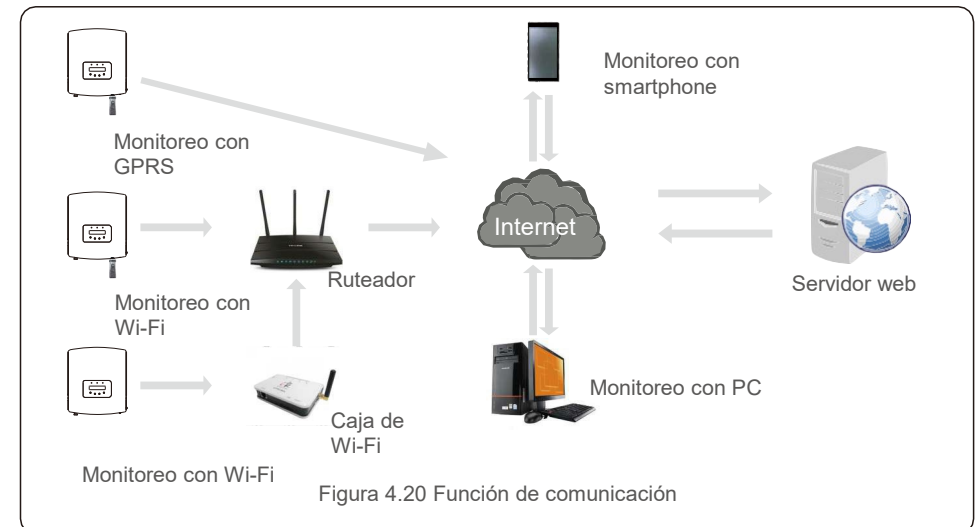 Monitoreo con
smartphone
Monitoreo con
GPRS
Internet
Ruteador
Servidor web
Monitoreo con
Wi-Fi
Monitoreo con PC
Caja de
Wi-Fi
Monitoreo con Wi-Fi
Figura 4.20 Función de comunicación